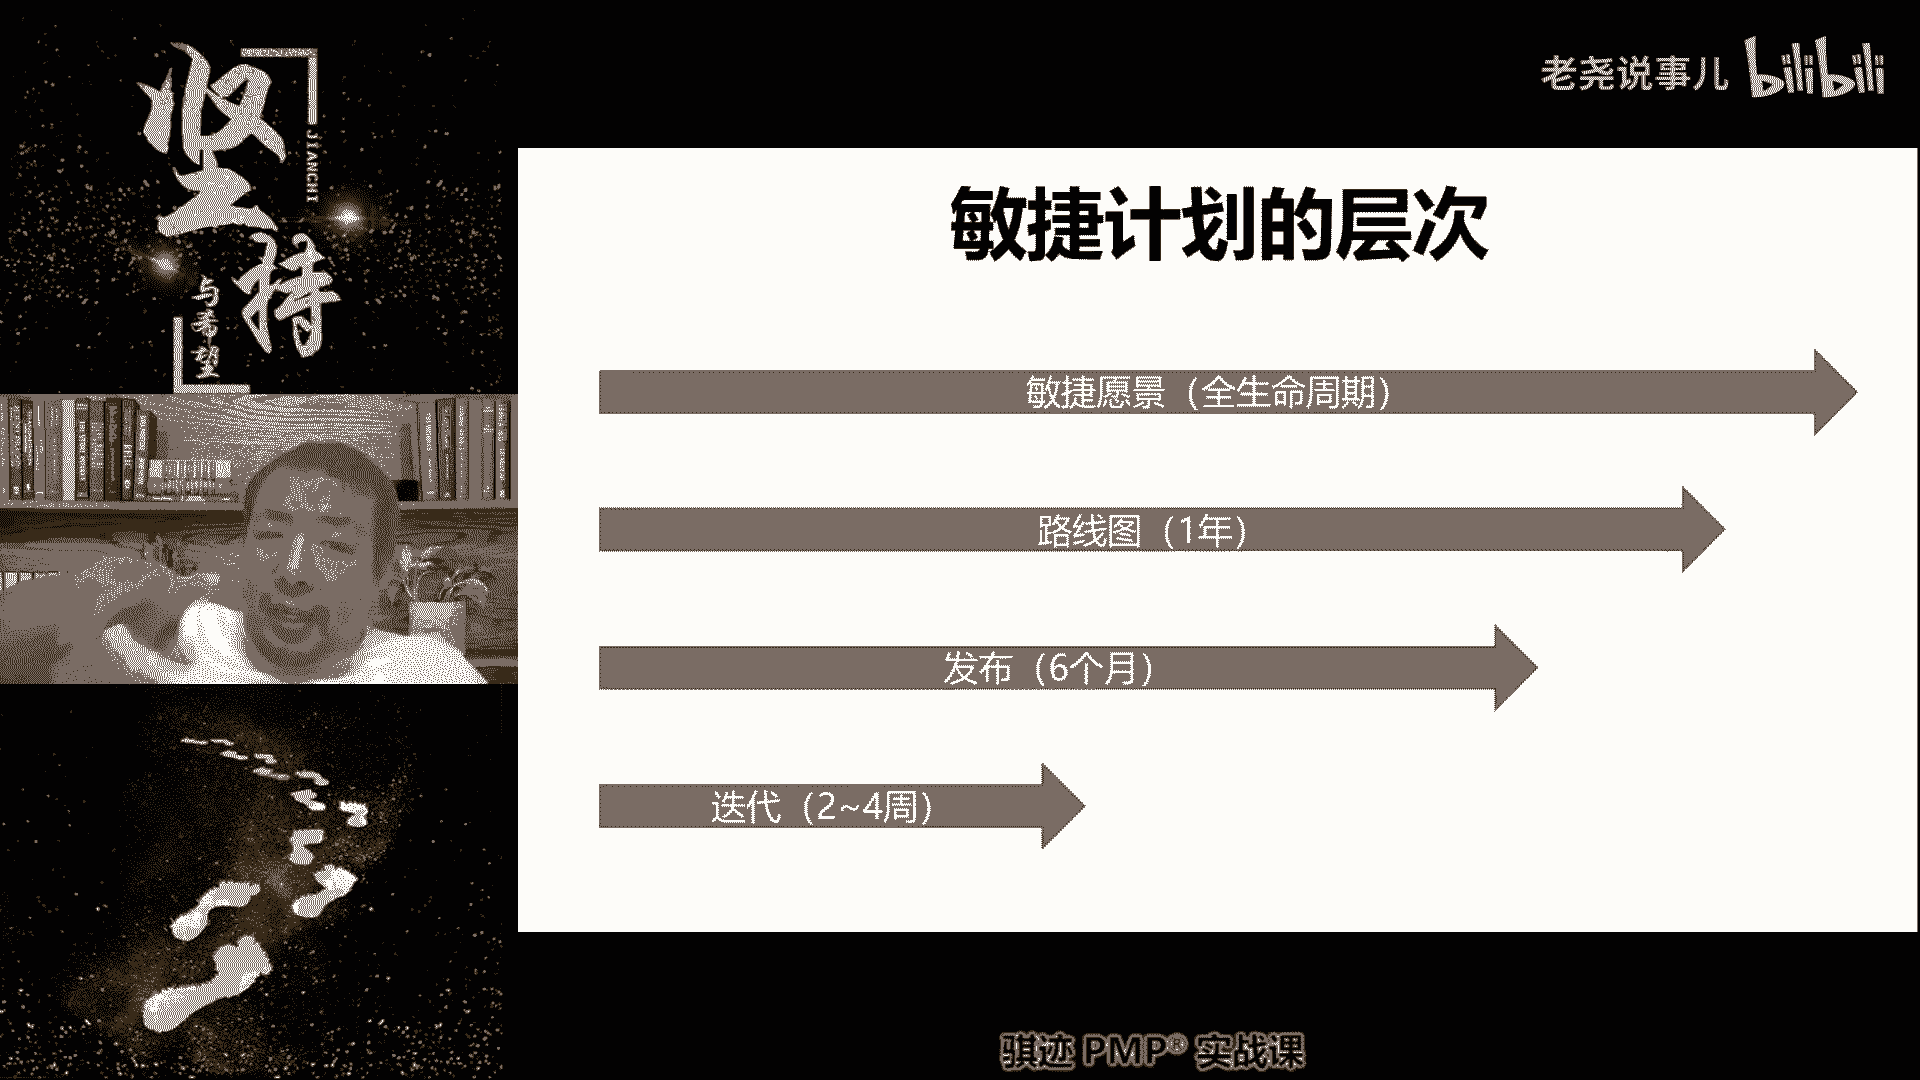 坚持
JIANCHI
与希望
老尧说事儿 bilibili
敏捷计划的层次
敏捷愿景（全生命周期）
路线图（1年）
发布（6个月）
迭代（2~4周）
骐迹 PMP® 实战课